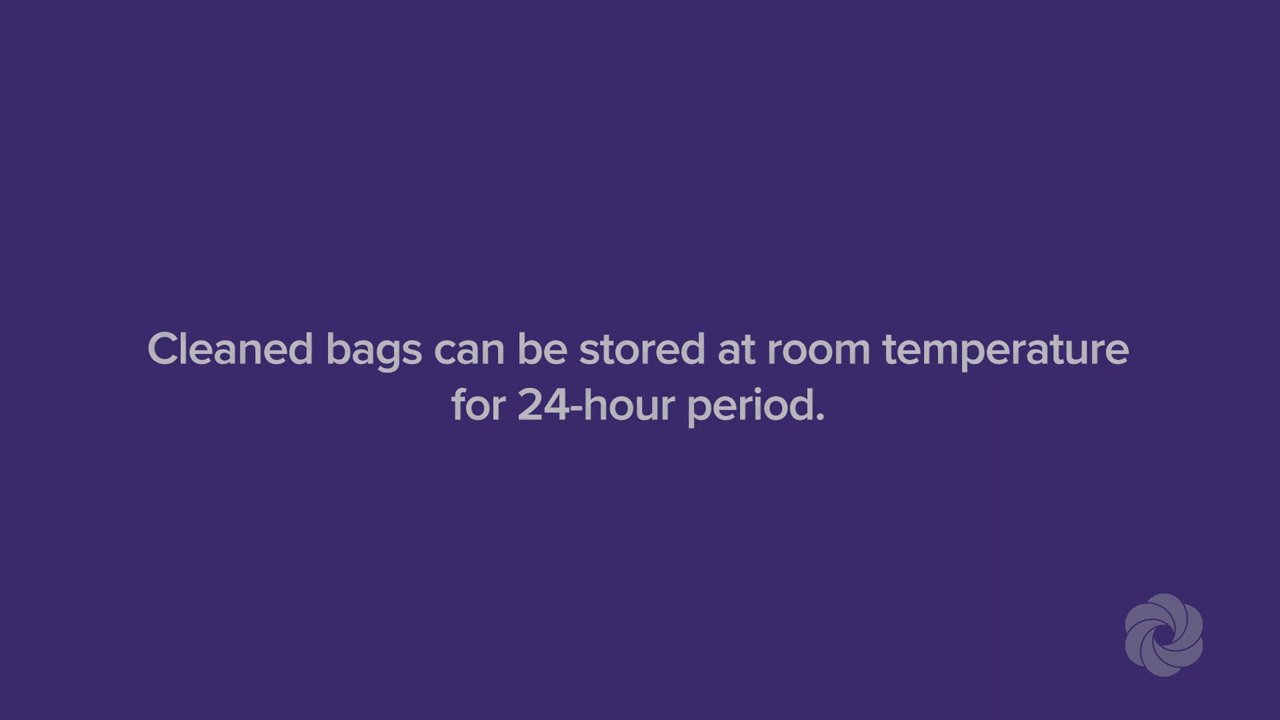 Cleaned bags can be stored at room temperature
for 24-hour period.